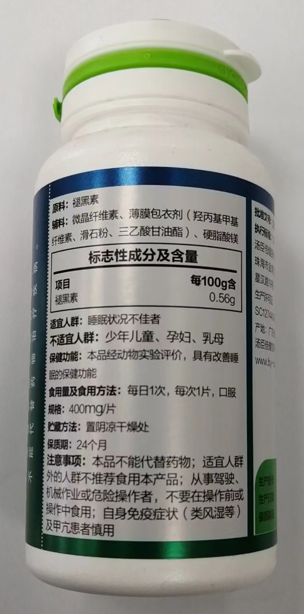 原料：褪黑素
辅料：微晶纤维素、薄膜包衣剂（羟丙基甲基
纤维素、滑石粉、三乙酸甘油酯）、硬脂酸镁
标志性成分及含量
项目 每100g含
褪黑素 0.56g
适宜人群：睡眠状况不佳者
不适宜人群：少年儿童、孕妇、乳母
保健功能：本品经动物实验评价，具有改善睡
眠的保健功能
食用量及食用方法：每日1次，每次1片，口服
规格：400mg/片
贮藏方法：置阴凉干燥处
保质期：24个月
注意事项：本品不能代替药物；适宜人群
外的人群不推荐食用本产品；从事驾驶、
机械作业或危险操作者，不要在操作前或
操作中食用；自身免疫症状（类风湿等）
及甲亢患者慎用